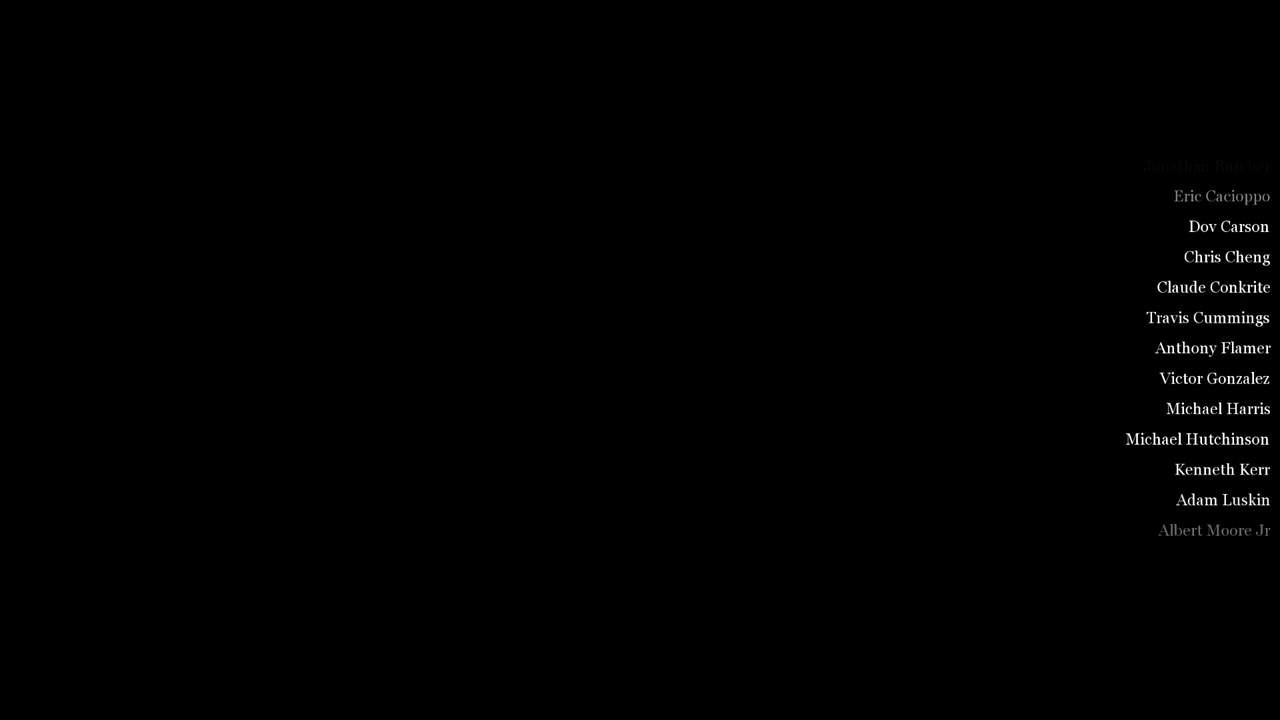 Eric Cacioppo
Dov Carson
Chris Cheng
Claude Conkrite
Travis Cummings
Anthony Flamer
Victor Gonzalez
Michael Harris
Michael Hutchinson
Kenneth Kerr
Adam Luskin
Albert Moore Jr